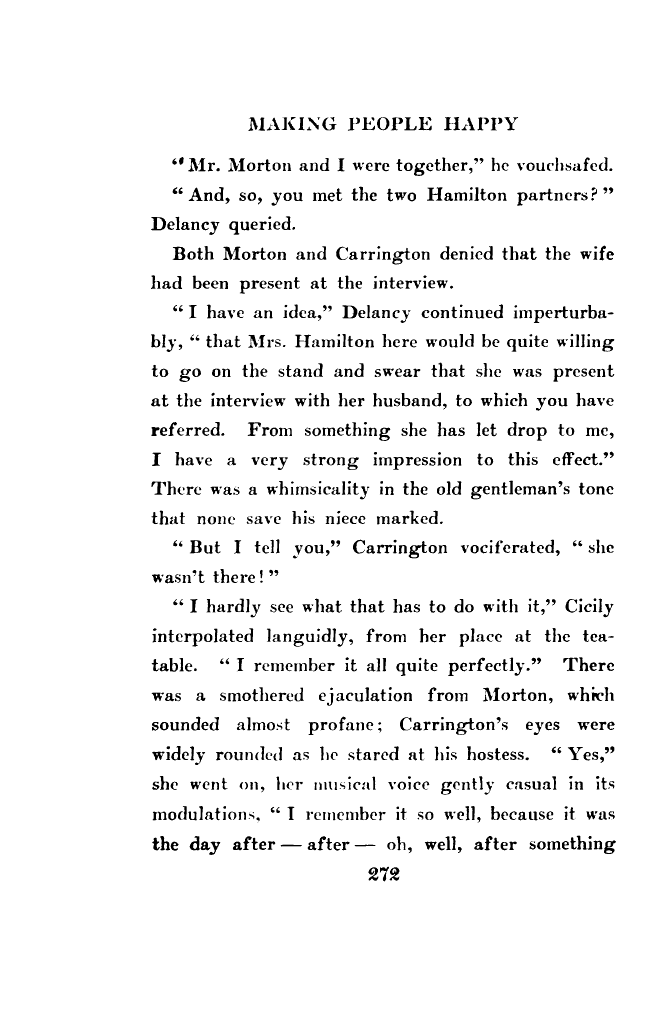 MAKING PEOPLE HAPPY
"Mr. Morton and I were together," he vouchsafed.
"And, so, you met the two Hamilton partners?"
Delancy queried.
Both Morton and Carrington denied that the wife
had been present at the interview.
"I have an idea," Delancy continued imperturba-
bly, "that Mrs. Hamilton here would be quite willing
to go on the stand and swear that she was present
at the interview with her husband, to which you have
referred. From something she has let drop to me,
I have a very strong impression to this effect."
There was a whimsicality in the old gentleman's tone
that none save his niece marked.
"But I tell you," Carrington vociferated, "she
wasn't there!"
"I hardly see what that has to do with it," Cicily
interpolated languidly, from her place at the tea-
table. "I remember it all quite perfectly." There
was a smothered ejaculation from Morton, which
sounded almost profane; Carrington's eyes were
widely rounded as he stared at his hostess. "Yes,"
she went on, her musical voice gently casual in its
modulations, "I remember it so well, because it was
the day after — after — oh, well, after something
272